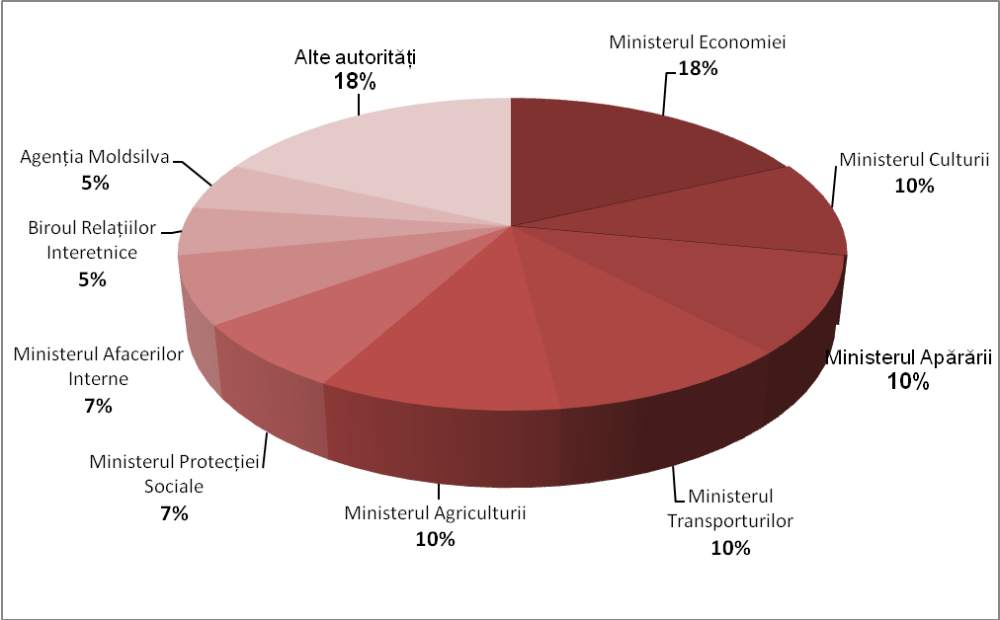 Ministerul Economiei
18%
Ministerul Culturii
10%
Ministerul Apărării
10%
Ministerul
Transporturilor
10%
Ministerul Agriculturii
10%
Ministerul Protecției
Sociale
7%
Ministerul Afacerilor
Interne
7%
Biroul Relațiilor
Interetnice
5%
Agenția Moldsilva
5%
Alte autorități
18%